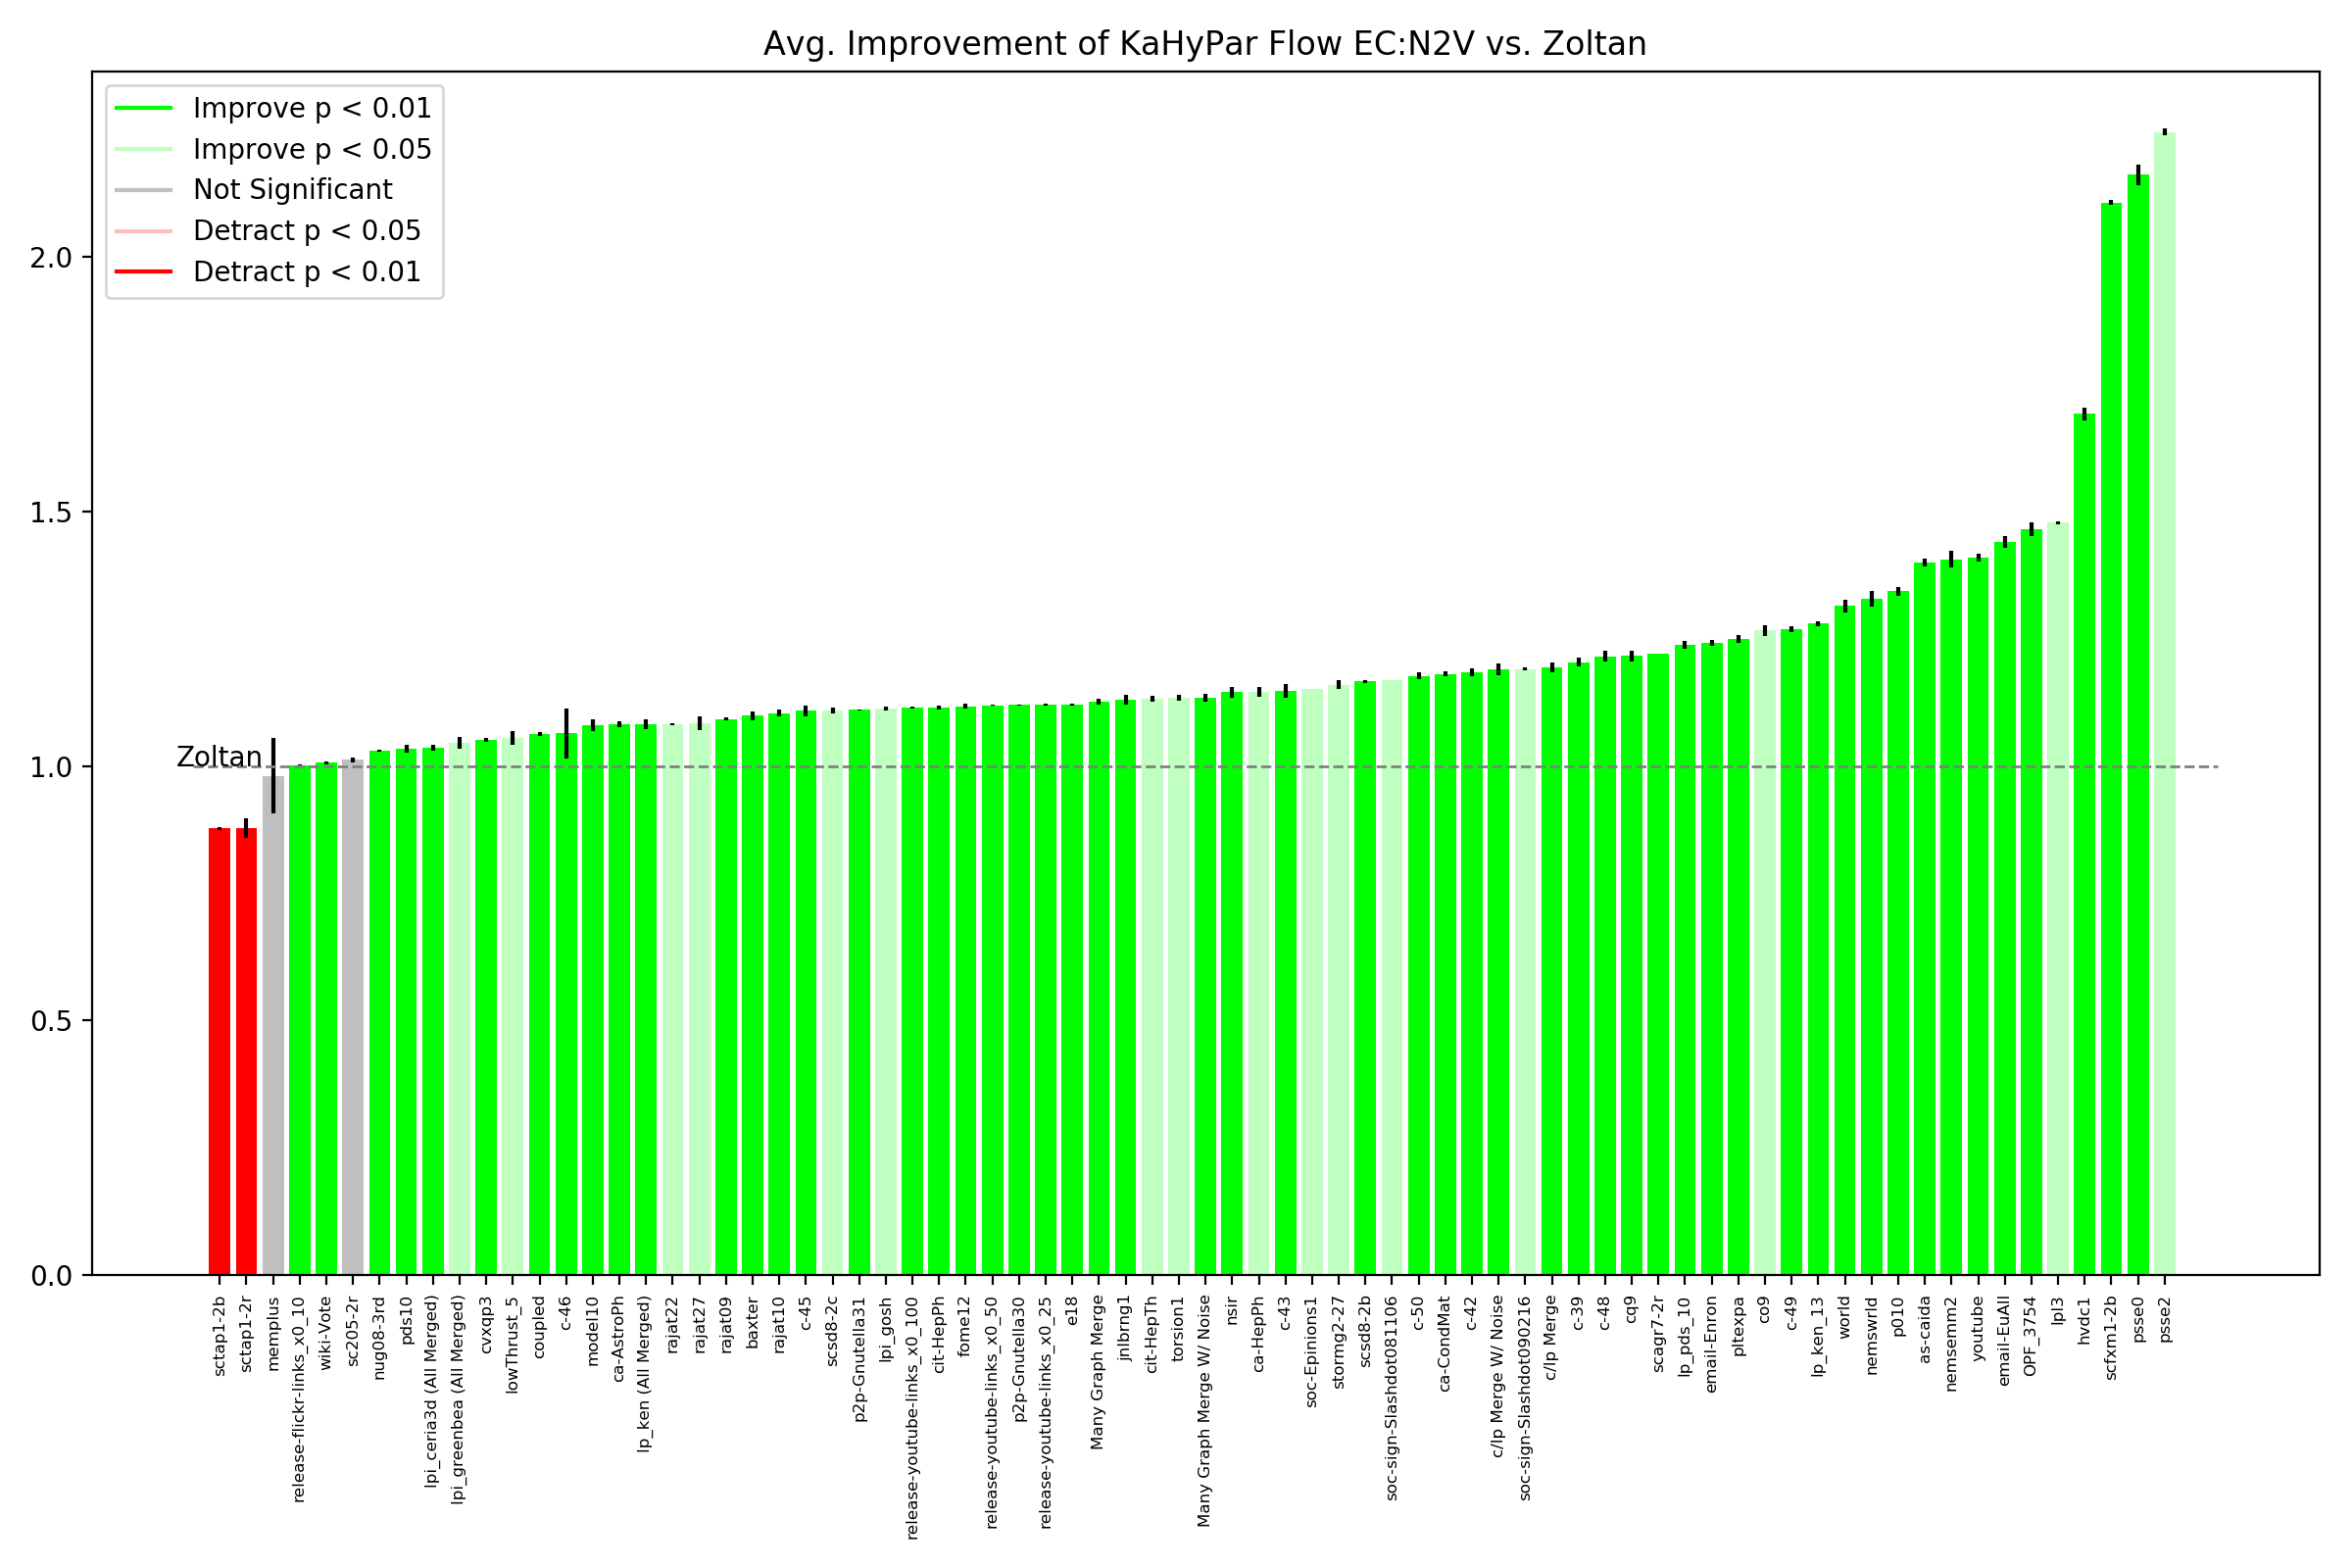 Avg. Improvement of KaHyPar Flow EC:N2V vs. Zoltan
Improve p < 0.01
Improve p < 0.05
Not Significant
Detract p < 0.05
Detract p < 0.01
2.0
1.5
1.0
0.5
0.0
Zoltan
sctap1-2b
sctap1-2r
memplus
release-flickr-links_x0_10
wiki-Vote
sc205-2r
nug08-3rd
pds10
lpi_ceria3d (All Merged)
lpi_greenbea (All Merged)
cvxqp3
lowThrust_5
coupled
c-46
model10
ca-AstroPh
lp_ken (All Merged)
rajat22
rajat27
rajat09
baxter
rajat10
c-45
scsd8-2c
p2p-Gnutella31
lpi_gosh
release-youtube-links_x0_100
cit-HepPh
fome12
release-youtube-links_x0_50
p2p-Gnutella30
release-youtube-links_x0_25
e18
Many Graph Merge
jnlbrng1
cit-HepTh
torsion1
Many Graph Merge W/ Noise
nsir
ca-HepPh
c-43
soc-Epinions1
stormg2-27
scsd8-2b
soc-sign-Slashdot081106
c-50
ca-CondMat
c-42
c/lp Merge W/ Noise
soc-sign-Slashdot090216
c/lp Merge
c-39
c-48
cq9
scagr7-2r
lp_pds_10
email-Enron
pltexpa
co9
c-49
lp_ken_13
world
nemswrld
p010
as-caida
nemsemm2
youtube
email-EuAll
OPF_3754
lpl3
hvdc1
scfxm1-2b
psse0
psse2